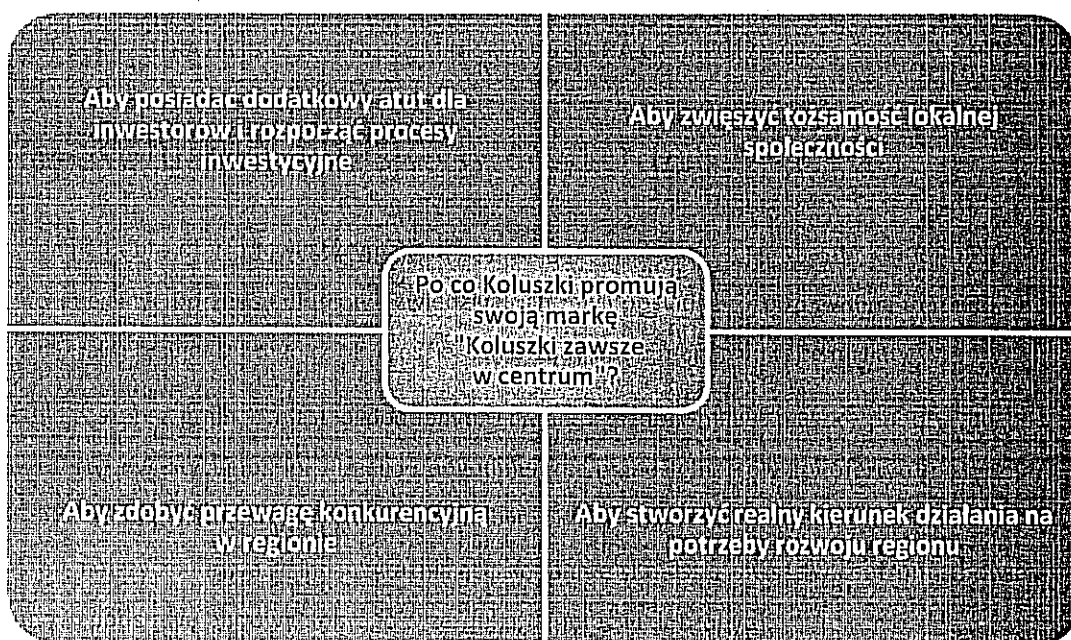 Aby posiadać dodatkowy atut dla
inwestorów i rozpocząć procesy
inwestycyjne
Aby zwięszyć tożsamość lokalnej
społeczności
Po co Koluszki promują
swoją markę
"Koluszki zawsze
w centrum"?
Aby zdobyć przewagę konkurencyjną
w regionie
Aby stworzyć realny kierunek działania na
potrzeby rozwoju regionu